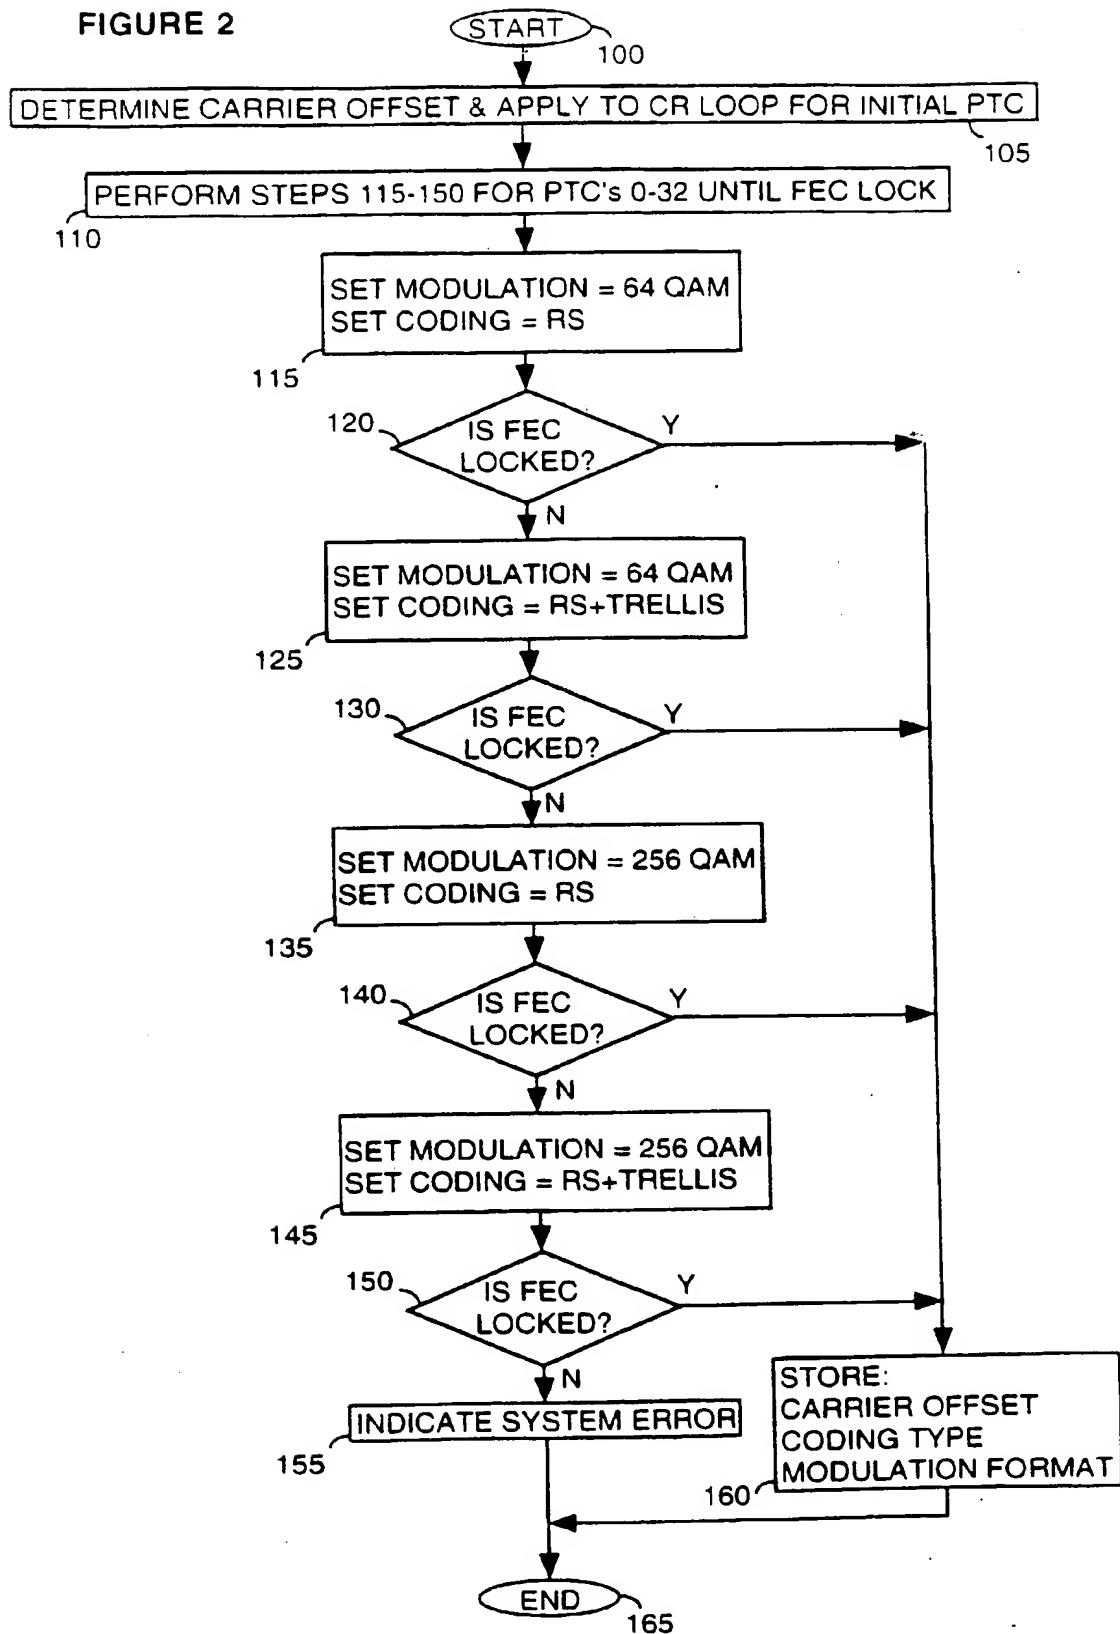 FIGURE 2
START
100
DETERMINE CARRIER OFFSET & APPLY TO CR LOOP FOR INITIAL PTC
105
PERFORM STEPS 115-150 FOR PTC's 0-32 UNTIL FEC LOCK
110
SET MODULATION = 64 QAM
SET CODING = RS
115
120
IS FEC
LOCKED?
Y
N
SET MODULATION = 64 QAM
SET CODING = RS+TRELLIS
125
130
IS FEC
LOCKED?
Y
N
SET MODULATION = 256 QAM
SET CODING = RS
135
140
IS FEC
LOCKED?
Y
N
SET MODULATION = 256 QAM
SET CODING = RS+TRELLIS
145
150
IS FEC
LOCKED?
Y
N
INDICATE SYSTEM ERROR
155
STORE:
CARRIER OFFSET
CODING TYPE
MODULATION FORMAT
160
END
165